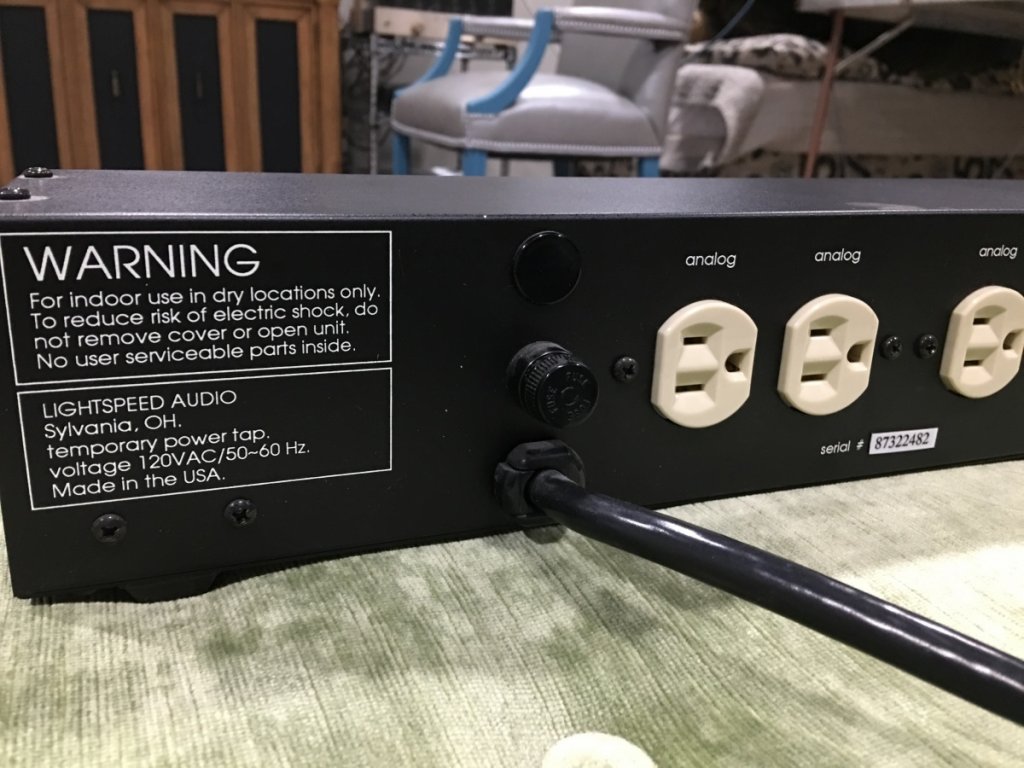 WARNING
For indoor use in dry locations only.
To reduce risk of electric shock, do
not remove cover or open unit.
No user serviceable parts inside.
LIGHTSPEED AUDIO
Sylvania, OH.
temporary power tap.
voltage 120VAC/50~60 Hz.
Made in the USA.
FUSE
analog
analog
analog
serial # 87322482